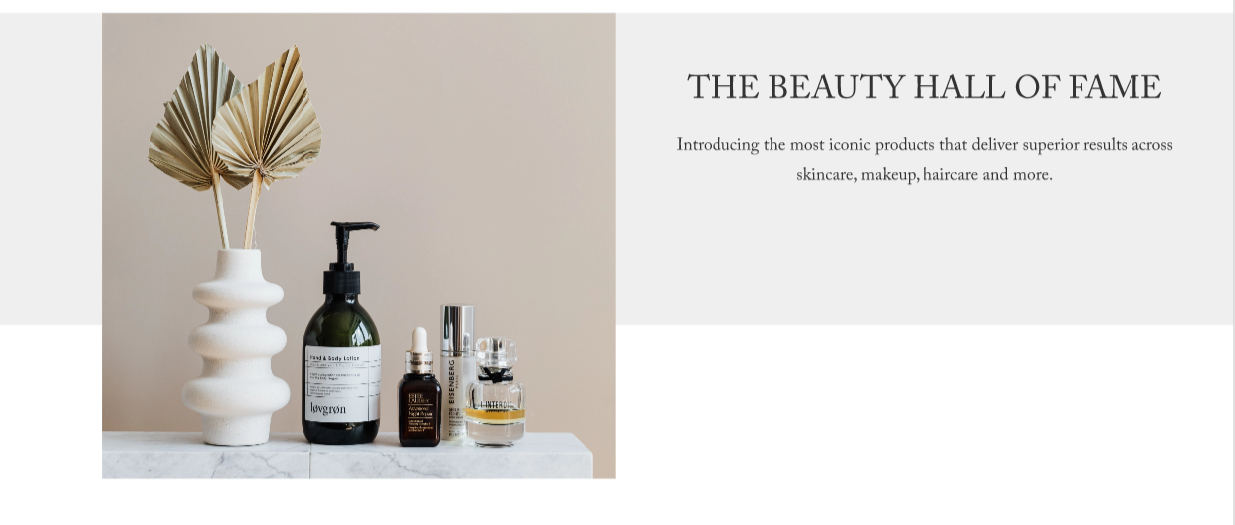 THE BEAUTY HALL OF FAME
Introducing the most iconic products that deliver superior results across
skincare, makeup, haircare and more.
Hand & Body Lotion
løvgrøn
ESTĒE
LAUDER
Advanced
Night Repair
EISENBERG
L'INTERDIT